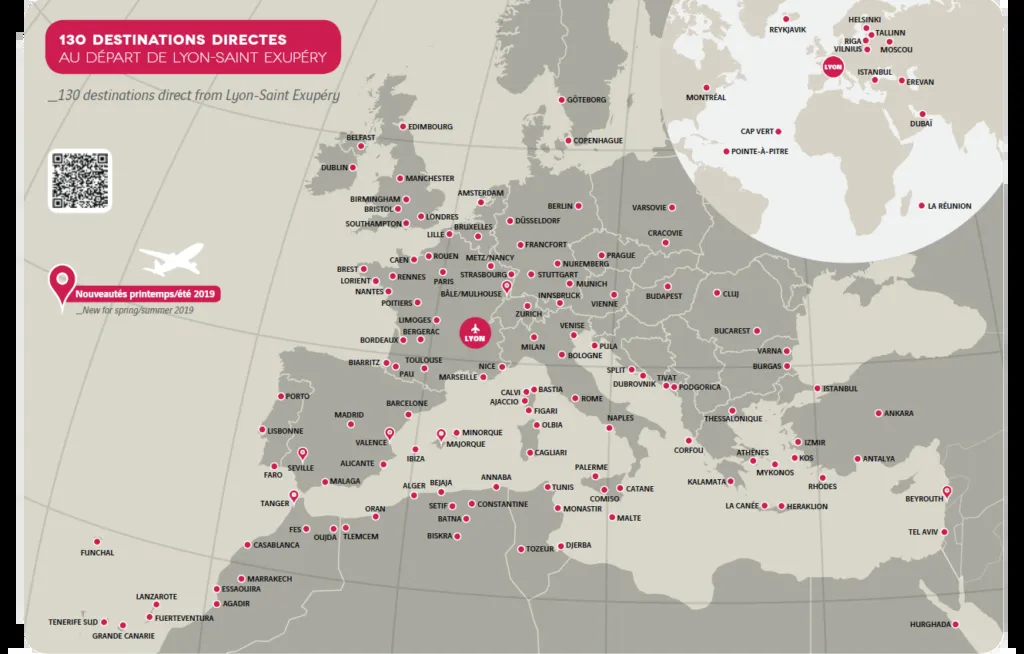 130 DESTINATIONS DIRECTES
AU DÉPART DE LYON-SAINT EXUPÉRY
_130 destinations direct from Lyon-Saint Exupéry
Nouveautés printemps/été 2019
_New for spring/summer 2019
REYKJAVIK
HELSINKI
TALLINN
RIGA
VILNIUS
MOSCOU
LYON
ISTANBUL
EREVAN
MONTRÉAL
DUBAÏ
CAP VERT
POINTE-À-PITRE
LA RÉUNION
GÖTEBORG
COPENHAGUE
EDIMBOURG
BELFAST
DUBLIN
MANCHESTER
BIRMINGHAM
BRISTOL
LONDRES
SOUTHAMPTON
AMSTERDAM
BERLIN
VARSOVIE
DÜSSELDORF
BRUXELLES
LILLE
CRACOVIE
FRANCFORT
CAEN
ROUEN
METZ/NANCY
PRAGUE
NUREMBERG
BREST
RENNES
PARIS
STRASBOURG
STUTTGART
LORIENT
MUNICH
NANTES
BÂLE/MULHOUSE
INNSBRUCK
VIENNE
BUDAPEST
CLUJ
POITIERS
ZURICH
LIMOGES
BERGERAC
LYON
VENISE
BUCAREST
BORDEAUX
MILAN
PULA
BOLOGNE
VARNA
BIARRITZ
PAU
TOULOUSE
NICE
MARSEILLE
SPLIT
DUBROVNIK
TIVAT
PODGORICA
BURGAS
CALVI
BASTIA
AJACCIO
FIGARI
ROME
ISTANBUL
PORTO
BARCELONE
MADRID
THESSALONIQUE
ANKARA
LISBONNE
OLBIA
NAPLES
VALENCE
MINORQUE
MAJORQUE
IBIZA
CAGLIARI
CORFOU
ATHÈNES
IZMIR
KOS
ANTALYA
MYKONOS
FARO
SEVILLE
ALICANTE
PALERME
MALAGA
ALGER
BEJAJA
ANNABA
TUNIS
COMISO
CATANE
KALAMATA
RHODES
BEYROUTH
TANGER
SETIF
CONSTANTINE
MONASTIR
MALTE
LA CANÉE
HERAKLION
ORAN
BATNA
FES
OUJDA
TLEMCEM
BISKRA
TOZEUR
DJERBA
TEL AVIV
FUNCHAL
CASABLANCA
MARRAKECH
ESSAOUIRA
AGADIR
LANZAROTE
FUERTEVENTURA
TENERIFE SUD
GRANDE CANARIE
HURGHADA